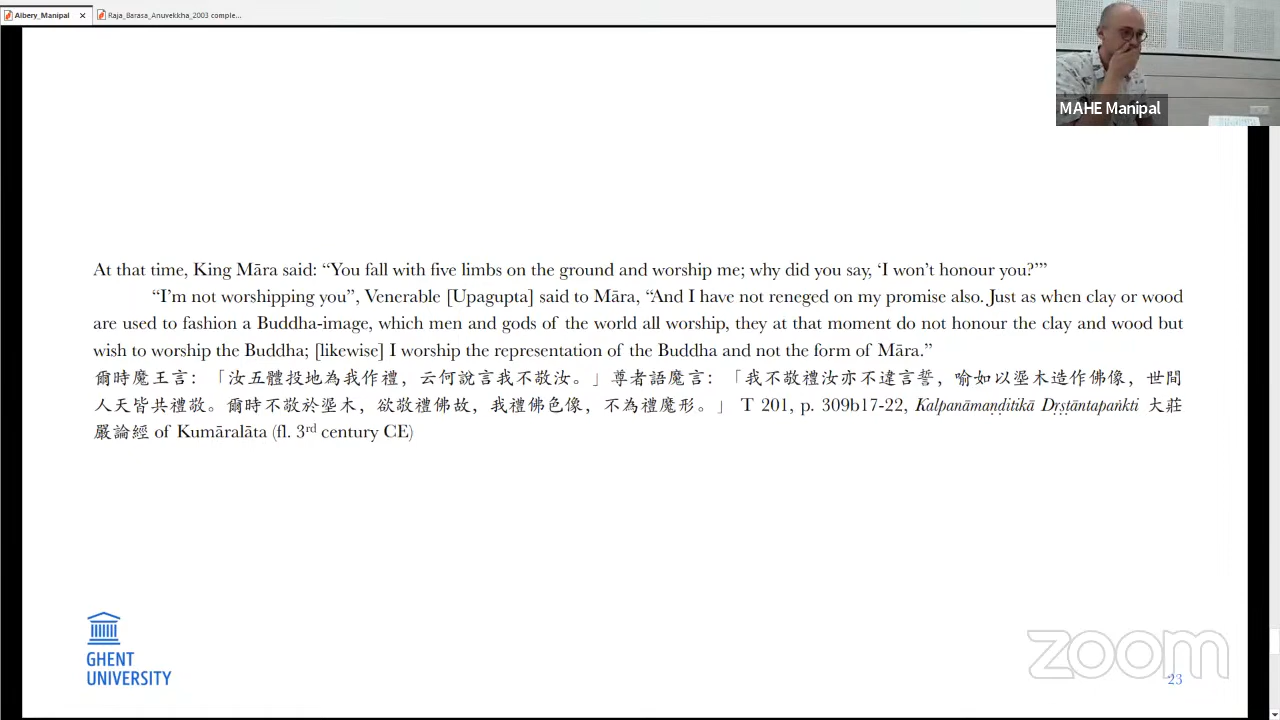 Albery_Manipal
Raja_Barasa_Anuvekkha_2003 comple...
MAHE Manipal
At that time, King Māra said: “You fall with five limbs on the ground and worship me; why did you say, ‘I won’t honour you?’”
“I’m not worshipping you”, Venerable [Upagupta] said to Māra, “And I have not reneged on my promise also. Just as when clay or wood
are used to fashion a Buddha-image, which men and gods of the world all worship, they at that moment do not honour the clay and wood but
wish to worship the Buddha; [likewise] I worship the representation of the Buddha and not the form of Māra.”
爾時魔王言：「汝五體投地為我作禮，云何說言我不敬汝。」尊者語魔言：「我不敬禮汝亦不違言誓，喻如以埿木造作佛像，世間
人天皆共禮敬。爾時不敬於埿木，欲敬禮佛故，我禮佛色像，不為禮魔形。」 T 201, p. 309b17-22, Kalpanāmaṇḍitikā Dṛṣṭāntapaṅkti 大莊
嚴論經 of Kumāralāta (fl. 3rd century CE)
GHENT
UNIVERSITY
zoom
23